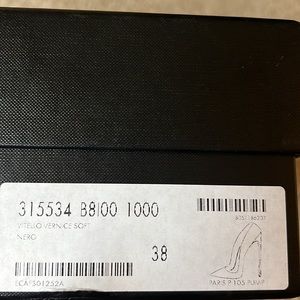 315534 B8I00 1000
VITELLO VERNICE SOFT
NERO
38
PARIS P 105 PUMP